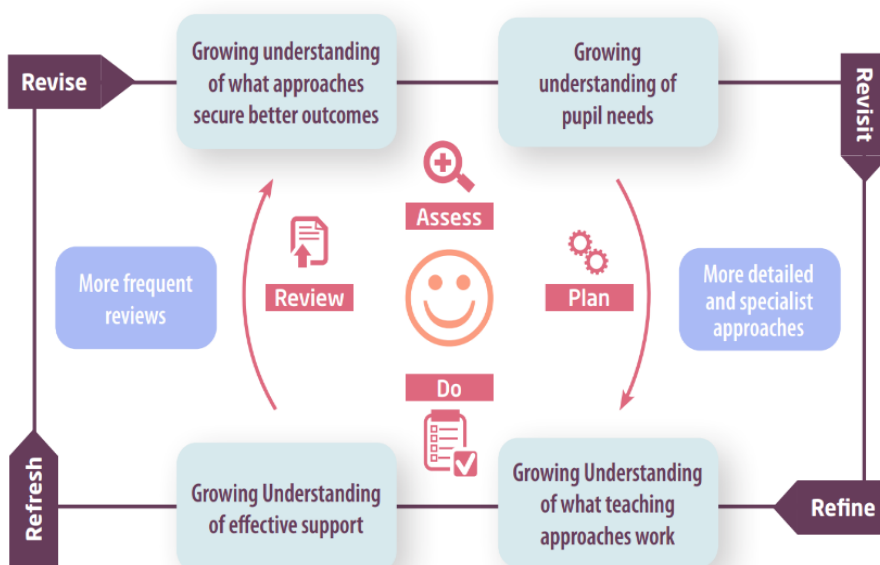 Revise
Growing understanding
of what approaches
secure better outcomes
Growing
understanding of
pupil needs
Revisit
Assess
Review
Plan
More frequent
reviews
More detailed
and specialist
approaches
Do
Refresh
Growing Understanding
of effective support
Growing Understanding
of what teaching
approaches work
Refine